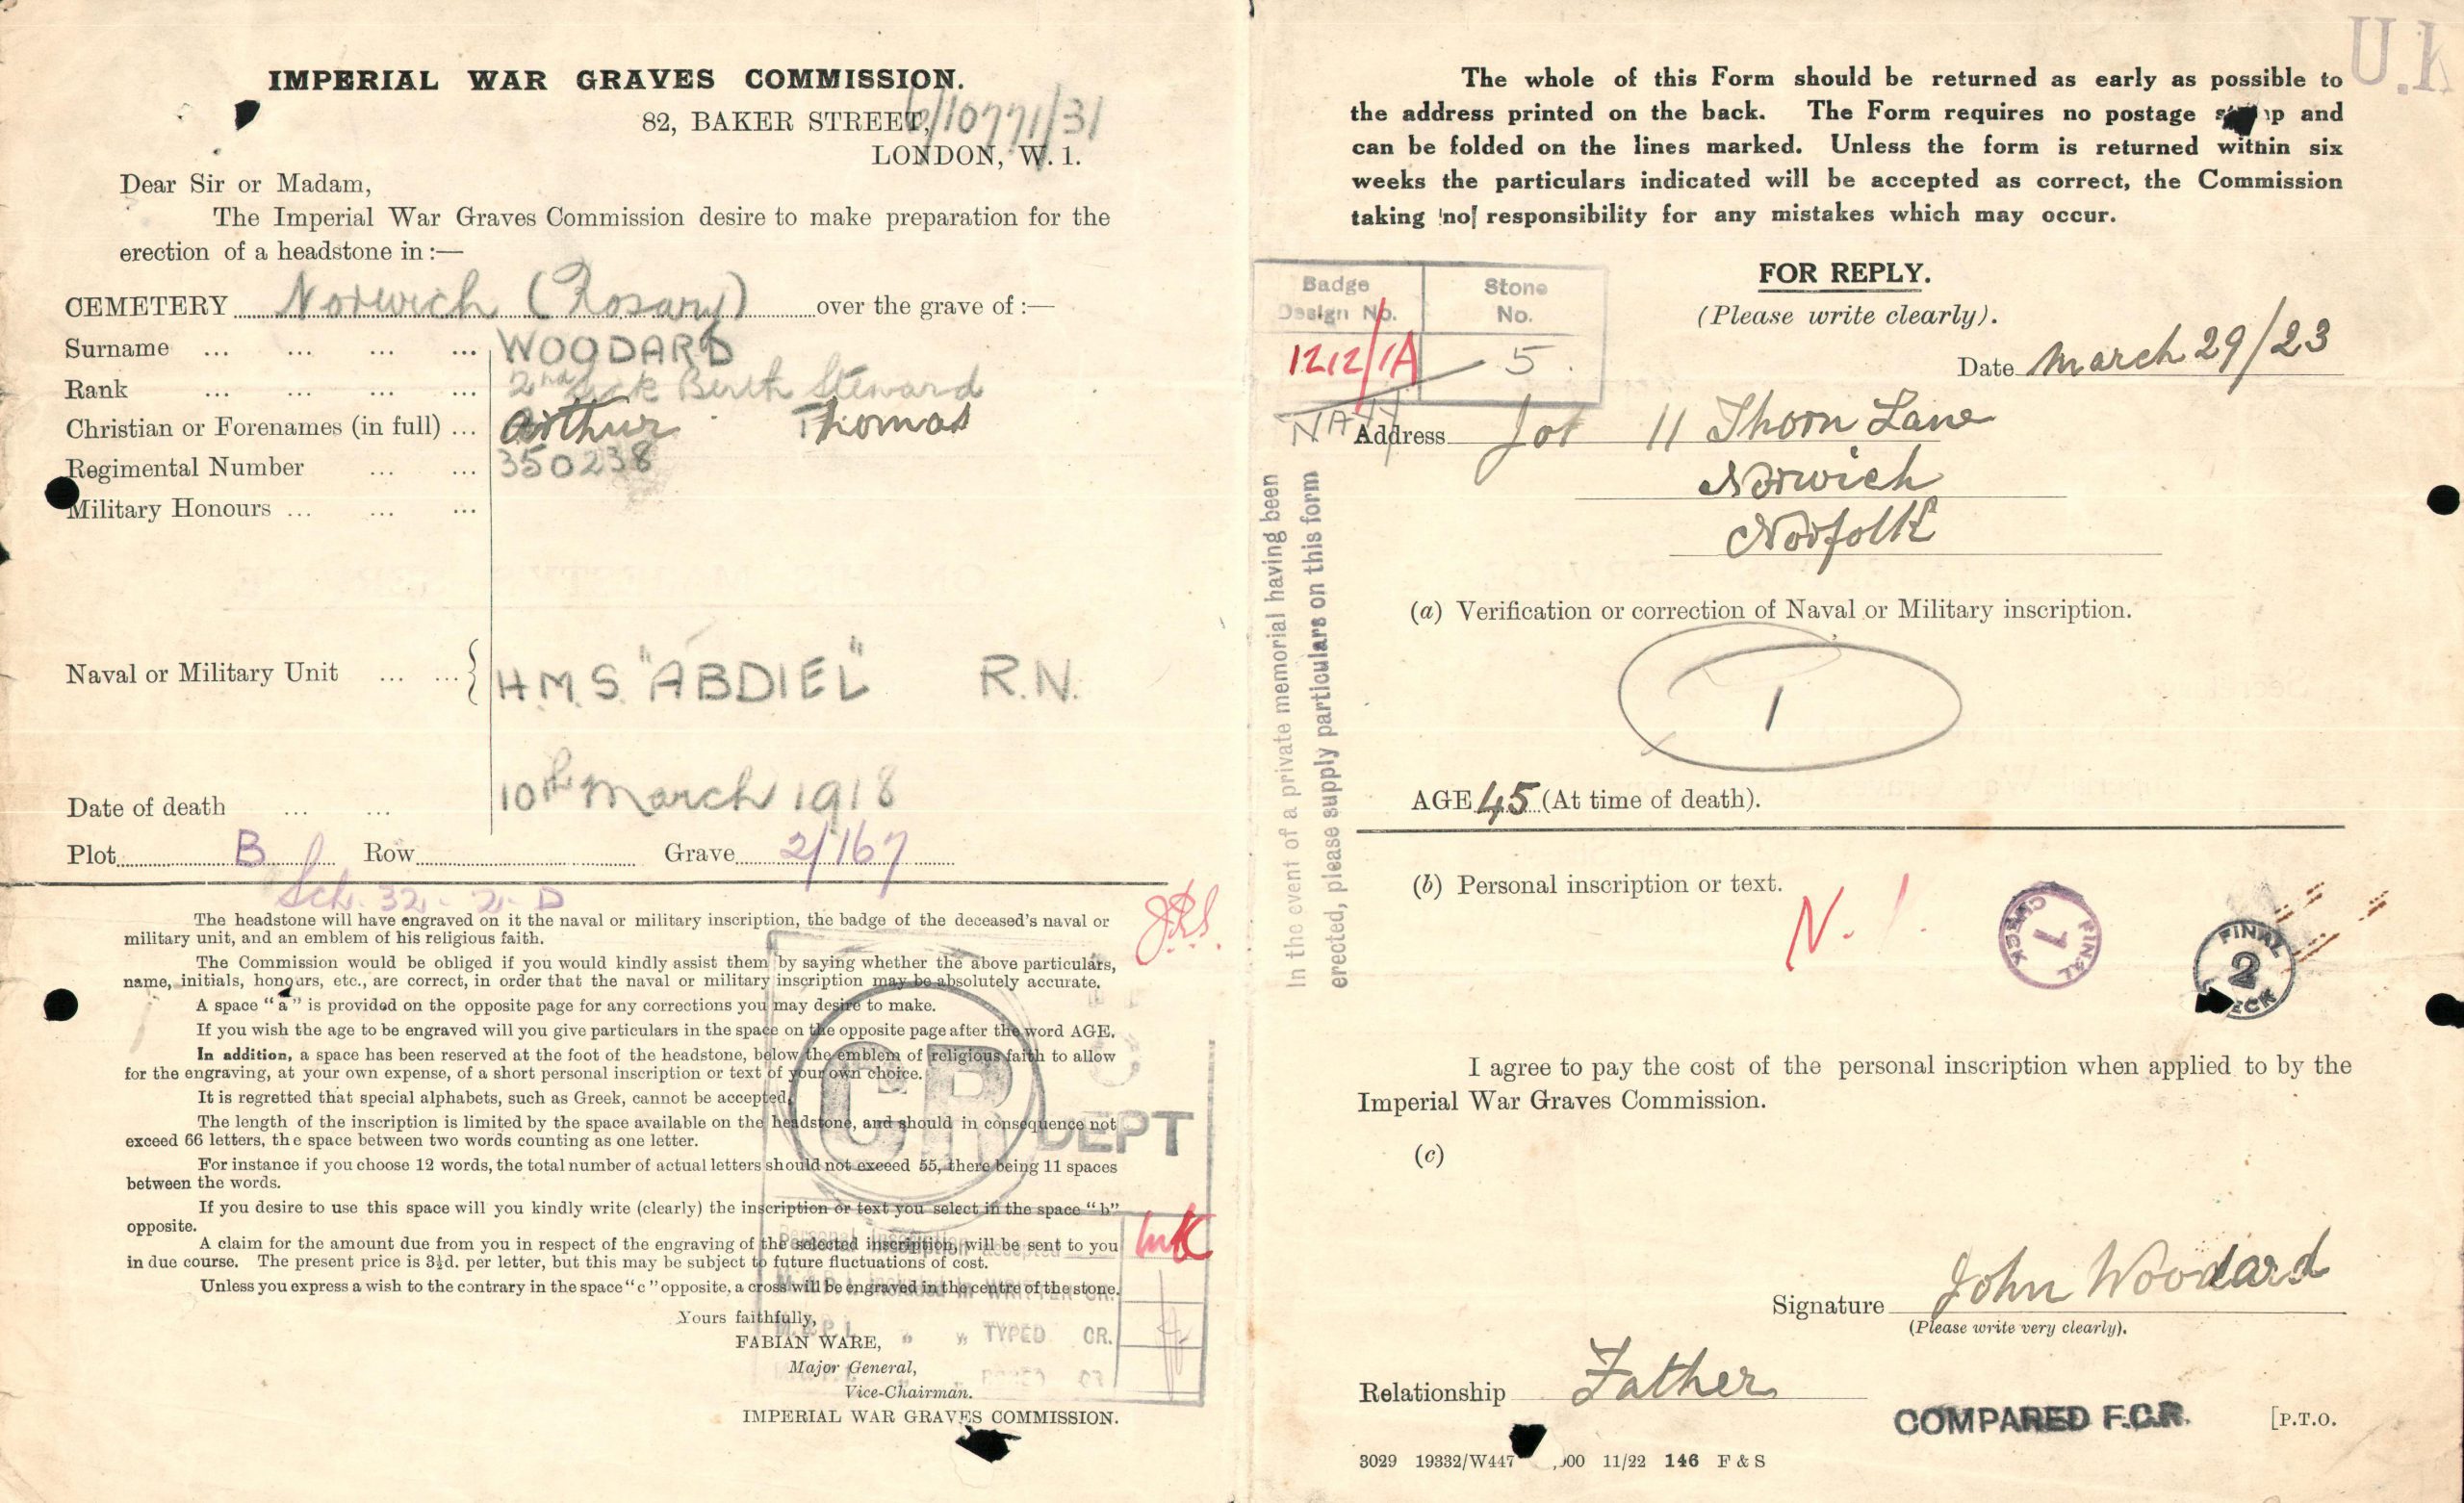 IMPERIAL WAR GRAVES COMMISSION.
82, BAKER STREET,
LONDON, W. 1.
Dear Sir or Madam,
The Imperial War Graves Commission desire to make preparation for the
erection of a headstone in :—
CEMETERY Norwich (Rosary) over the grave of :—
Surname ... ... ... ... WOODARD
Rank ... ... ... ... 2nd Sick Berth Steward
Christian or Forenames (in full) ... Arthur Thomas
Regimental Number ... ... 350238
Military Honours ... ... ...
Naval or Military Unit ... ... { H.M.S. "ABDIEL" R.N.
Date of death ... ... 10th March 1918
Plot B Row Grave 2/167
Sch. 32 - 2 - D
The headstone will have engraved on it the naval or military inscription, the badge of the deceased's naval or
military unit, and an emblem of his religious faith.
The Commission would be obliged if you would kindly assist them by saying whether the above particulars,
name, initials, honours, etc., are correct, in order that the naval or military inscription may be absolutely accurate.
A space "a" is provided on the opposite page for any corrections you may desire to make.
If you wish the age to be engraved will you give particulars in the space on the opposite page after the word AGE.
In addition, a space has been reserved at the foot of the headstone, below the emblem of religious faith to allow
for the engraving, at your own expense, of a short personal inscription or text of your own choice.
It is regretted that special alphabets, such as Greek, cannot be accepted.
The length of the inscription is limited by the space available on the headstone, and should in consequence not
exceed 66 letters, the space between two words counting as one letter.
For instance if you choose 12 words, the total number of actual letters should not exceed 55, there being 11 spaces
between the words.
If you desire to use this space will you kindly write (clearly) the inscription or text you select in the space "b"
opposite.
A claim for the amount due from you in respect of the engraving of the selected inscription, will be sent to you
in due course. The present price is 3½d. per letter, but this may be subject to future fluctuations of cost.
Unless you express a wish to the contrary in the space "c" opposite, a cross will be engraved in the centre of the stone.
Yours faithfully,
FABIAN WARE,
Major General,
Vice-Chairman.
IMPERIAL WAR GRAVES COMMISSION.
CR
DEPT
TYPED CR.
U.K
The whole of this Form should be returned as early as possible to
the address printed on the back. The Form requires no postage and
can be folded on the lines marked. Unless the form is returned within six
weeks the particulars indicated will be accepted as correct, the Commission
taking no responsibility for any mistakes which may occur.
FOR REPLY.
(Please write clearly).
Badge Design No. Stone No.
1212/1A 5.
Date March 29/23
Address 11 Thorn Lane
Norwich
Norfolk
In the event of a private memorial having been
erected, please supply particulars on this form
(a) Verification or correction of Naval or Military inscription.
1
AGE 45 (At time of death).
(b) Personal inscription or text.
FINAL CHECK 7
FINAL 2
I agree to pay the cost of the personal inscription when applied to by the
Imperial War Graves Commission.
(c)
Signature John Woodard
(Please write very clearly).
Relationship Father
COMPARED F.C.R.
[P.T.O.
3029 19332/W447 11/22 146 F & S